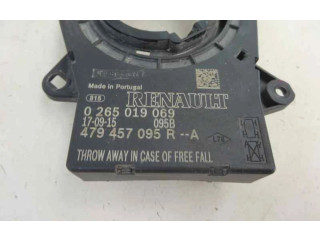 Made in Portugal
RENAULT
0 265 019 069
17-09-15 095B
479 457 095 R --A
THROW AWAY IN CASE OF FREE FALL